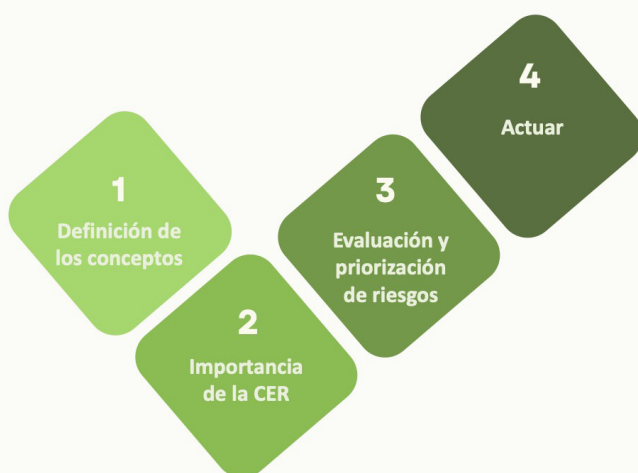 1
Definición de
los conceptos
2
Importancia
de la CER
3
Evaluación y
priorización
de riesgos
4
Actuar